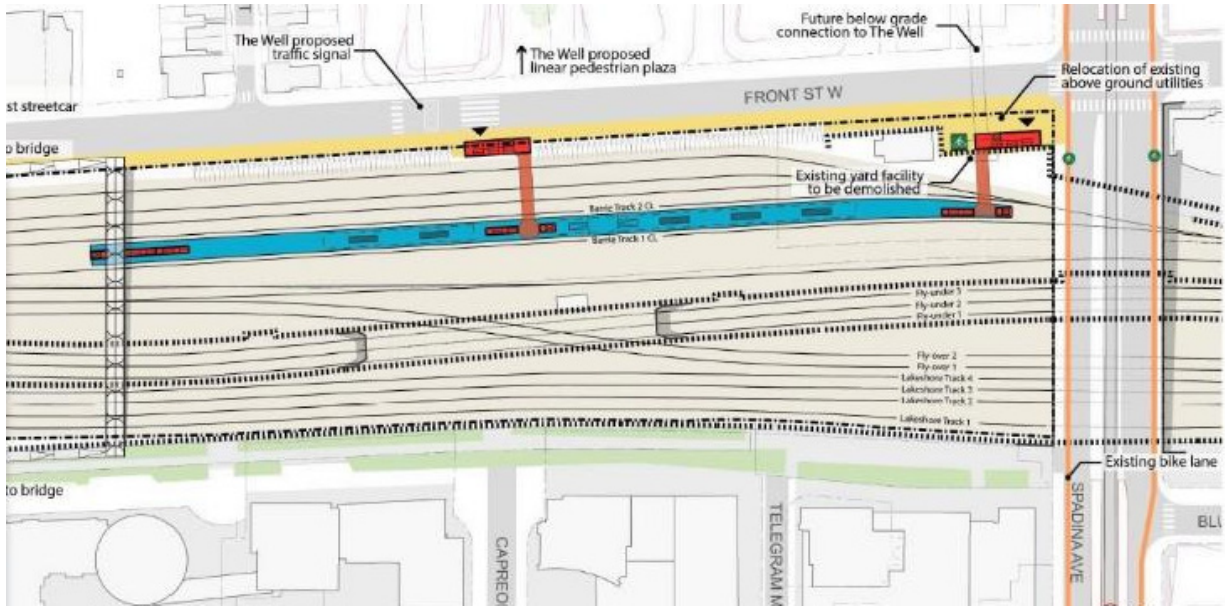 Future below grade
connection to The Well
The Well proposed
traffic signal
The Well proposed
linear pedestrian plaza
Relocation of existing
above ground utilities
st streetcar
FRONT ST W
o bridge
Existing yard facility
to be demolished
Barrie Track 2 CL
Barrie Track 1 CL
Fly-under 3
Fly-under 2
Fly-under 1
Fly-over 2
Fly-over 1
Lakeshore Track 4
Lakeshore Track 3
Lakeshore Track 2
Lakeshore Track 1
Existing bike lane
to bridge
CAPREO
TELEGRAM M
SPADINA AVE
BLU